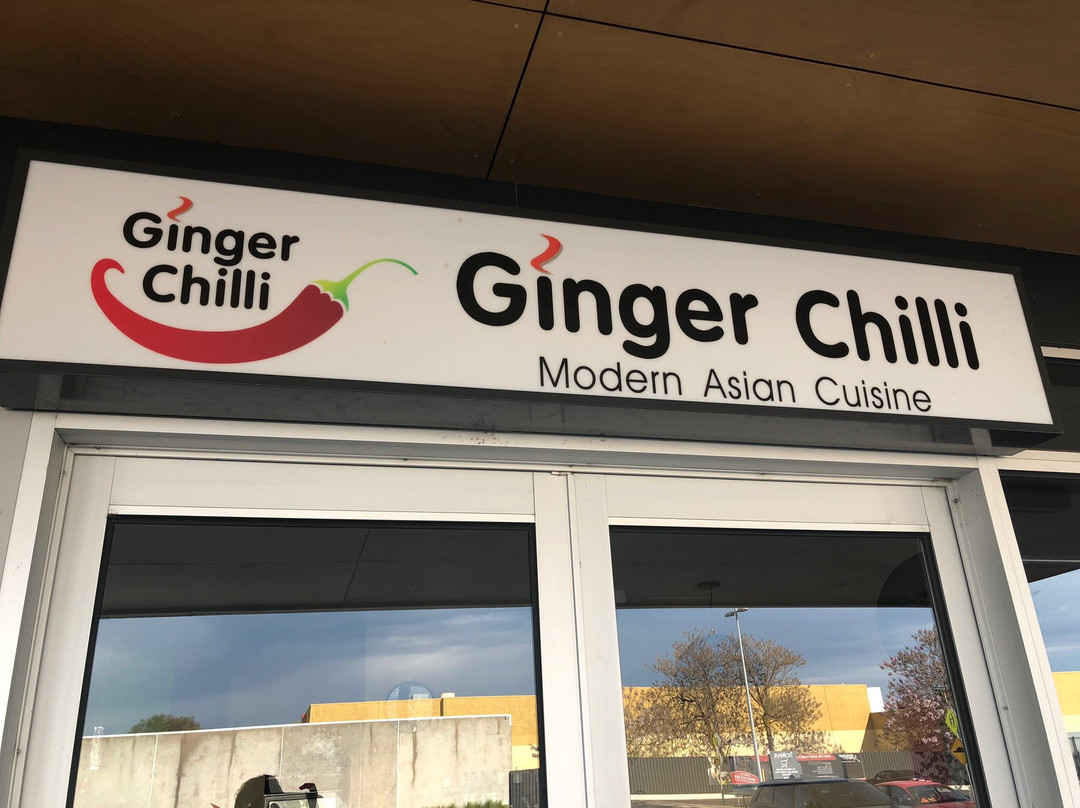 Ginger
Chilli
Ginger Chilli
Modern Asian Cuisine